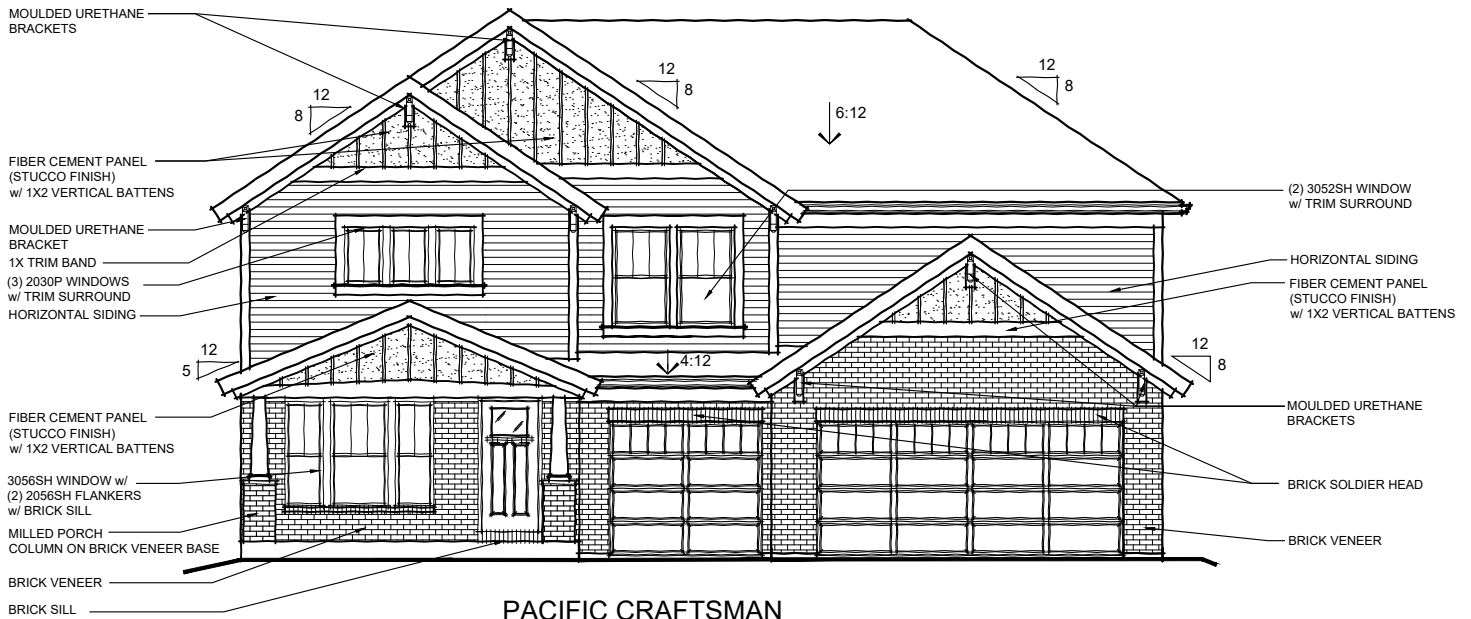 MOULDED URETHANE
BRACKETS
12
8
12
8
12
8
6:12
FIBER CEMENT PANEL
(STUCCO FINISH)
w/ 1X2 VERTICAL BATTENS
MOULDED URETHANE
BRACKET
1X TRIM BAND
(3) 2030P WINDOWS
w/ TRIM SURROUND
HORIZONTAL SIDING
12
5
4:12
FIBER CEMENT PANEL
(STUCCO FINISH)
w/ 1X2 VERTICAL BATTENS
3056SH WINDOW w/
(2) 2056SH FLANKERS
w/ BRICK SILL
MILLED PORCH
COLUMN ON BRICK VENEER BASE
BRICK VENEER
BRICK SILL
(2) 3052SH WINDOW
w/ TRIM SURROUND
HORIZONTAL SIDING
FIBER CEMENT PANEL
(STUCCO FINISH)
w/ 1X2 VERTICAL BATTENS
12
8
MOULDED URETHANE
BRACKETS
BRICK SOLDIER HEAD
BRICK VENEER
PACIFIC CRAFTSMAN